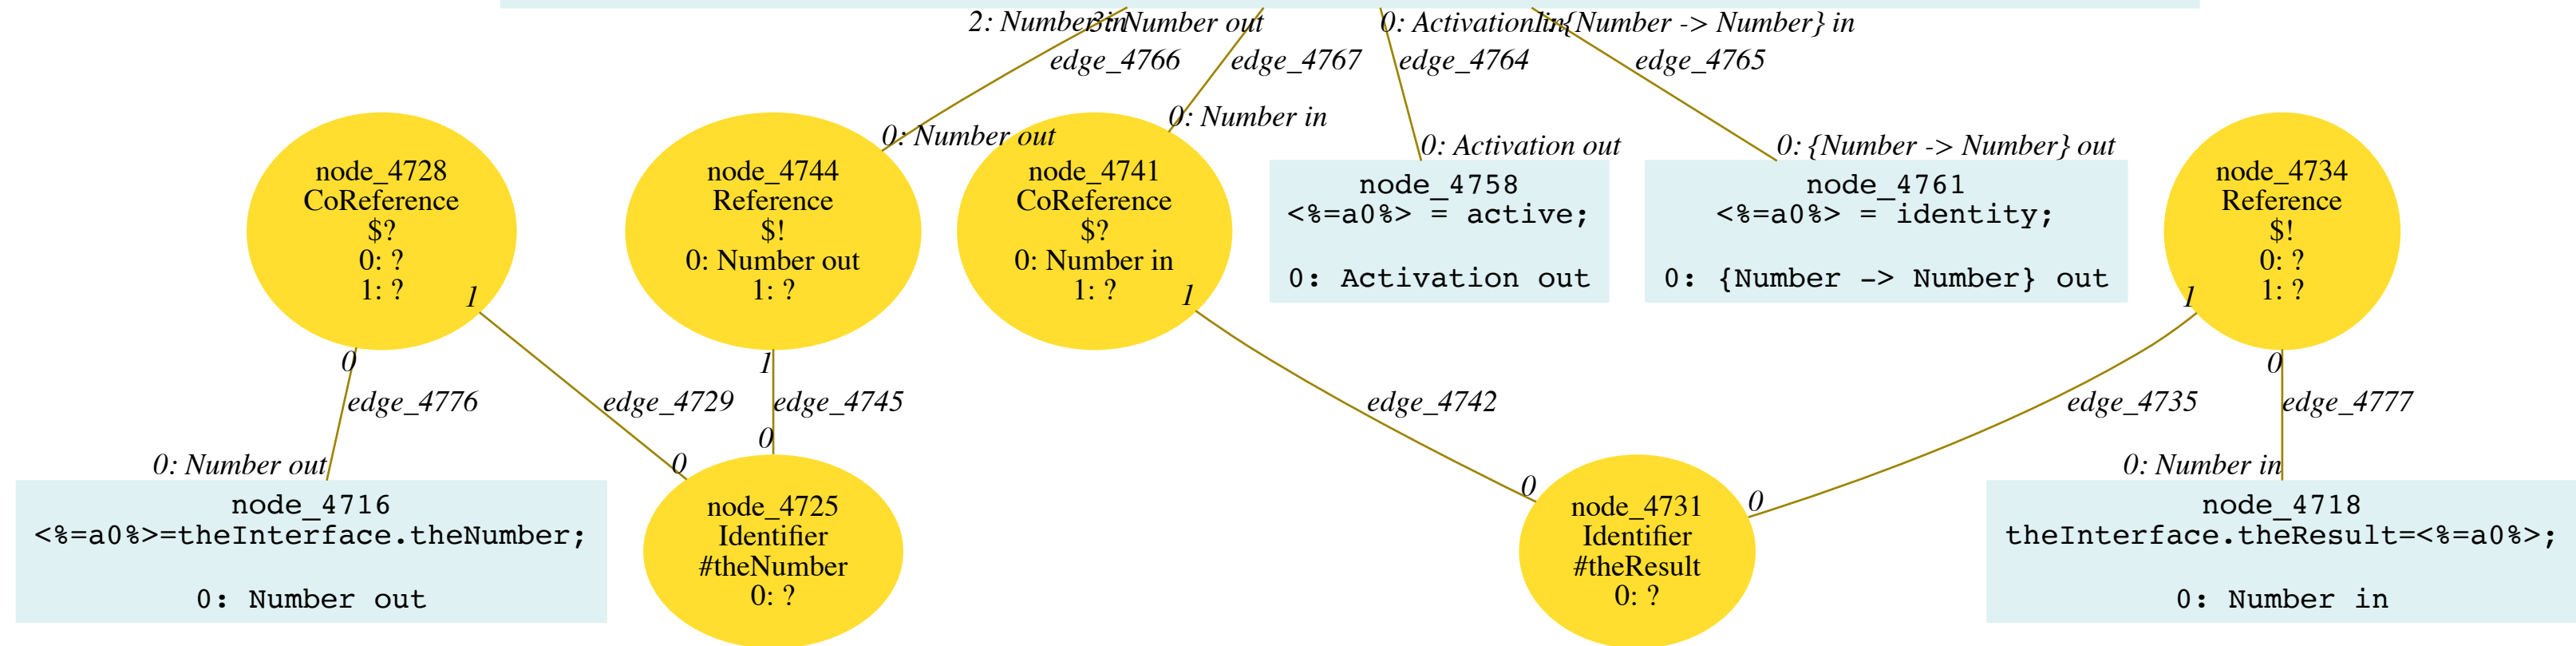 2: Number in
3: Number out
0: Activation in
1: {Number -> Number} in
edge_4766
edge_4767
edge_4764
edge_4765
0: Number out
0: Number in
0: Activation out
0: {Number -> Number} out
node_4728
CoReference
$?
0: ?
1: ?
1
0
node_4744
Reference
$!
0: Number out
1: ?
1
node_4741
CoReference
$?
0: Number in
1: ?
1
node_4758
<%=a0%> = active;
0: Activation out
node_4761
<%=a0%> = identity;
0: {Number -> Number} out
node_4734
Reference
$!
0: ?
1: ?
1
0
edge_4776
edge_4729
edge_4745
edge_4742
edge_4735
edge_4777
0: Number out
0
0
0
0
0: Number in
node_4716
<%=a0%>=theInterface.theNumber;
0: Number out
node_4725
Identifier
#theNumber
0: ?
node_4731
Identifier
#theResult
0: ?
node_4718
theInterface.theResult=<%=a0%>;
0: Number in